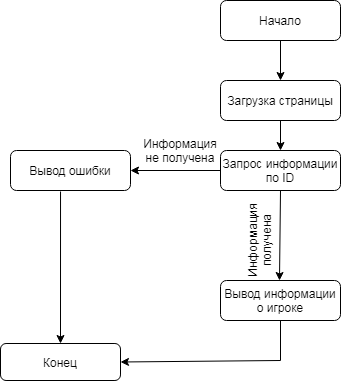 Начало
Загрузка страницы
Информация
не получена
Вывод ошибки
Запрос информации
по ID
Информация
получена
Вывод информации
о игроке
Конец